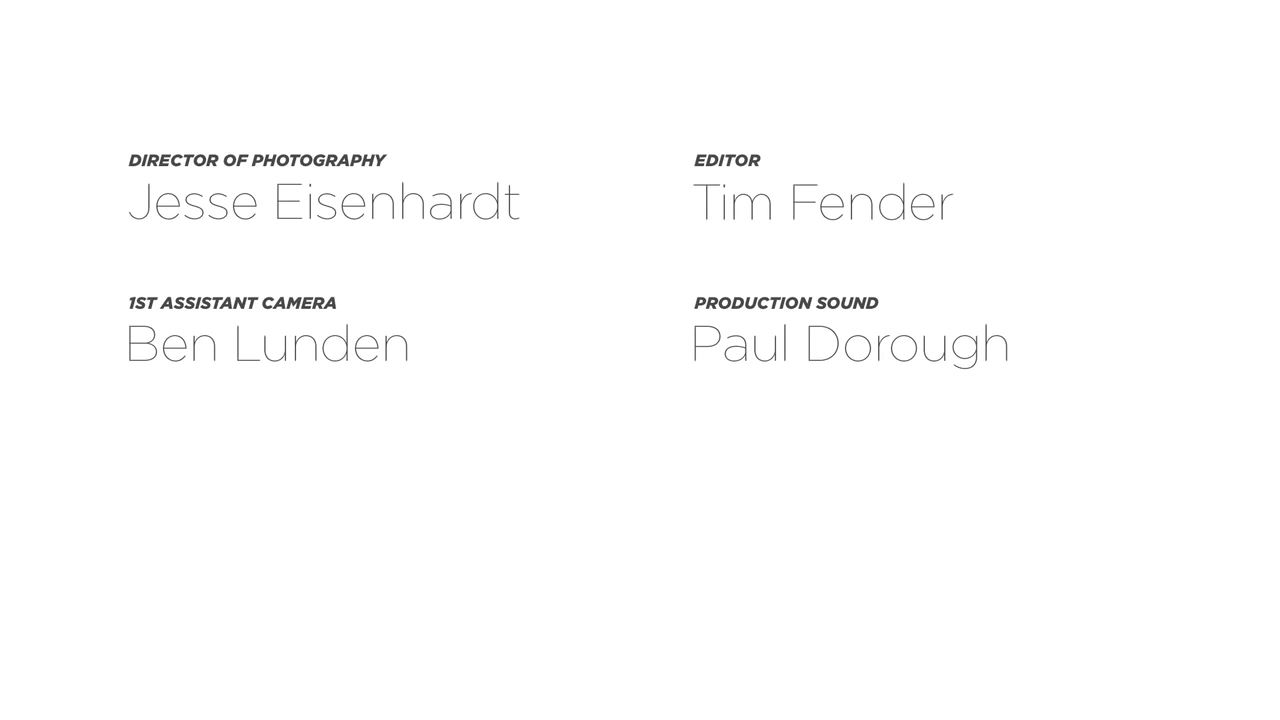 DIRECTOR OF PHOTOGRAPHY
Jesse Eisenhardt
EDITOR
Tim Fender
1ST ASSISTANT CAMERA
Ben Lunden
PRODUCTION SOUND
Paul Dorough